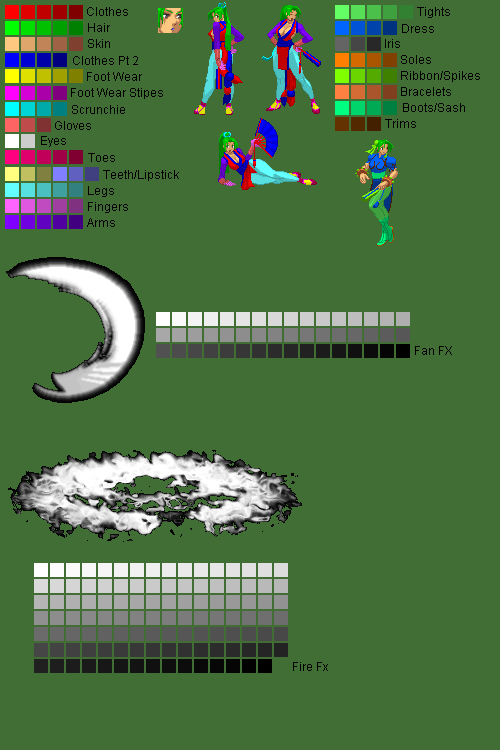 Clothes
Hair
Skin
Clothes Pt 2
Foot Wear
Foot Wear Stipes
Scrunchie
Gloves
Eyes
Toes
Teeth/Lipstick
Legs
Fingers
Arms
Tights
Dress
Iris
Soles
Ribbon/Spikes
Bracelets
Boots/Sash
Trims
Fan FX
Fire Fx